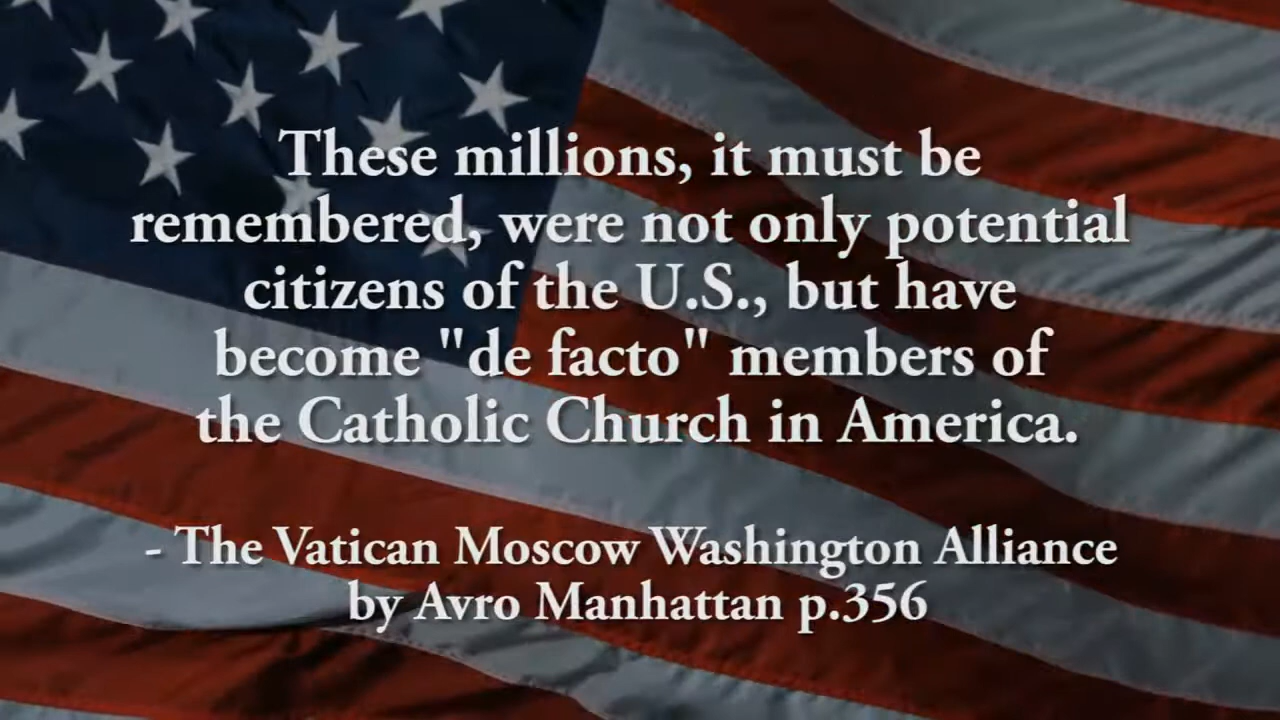 These millions, it must be
remembered, were not only potential
citizens of the U.S., but have
become "de facto" members of
the Catholic Church in America.
- The Vatican Moscow Washington Alliance
by Avro Manhattan p.356